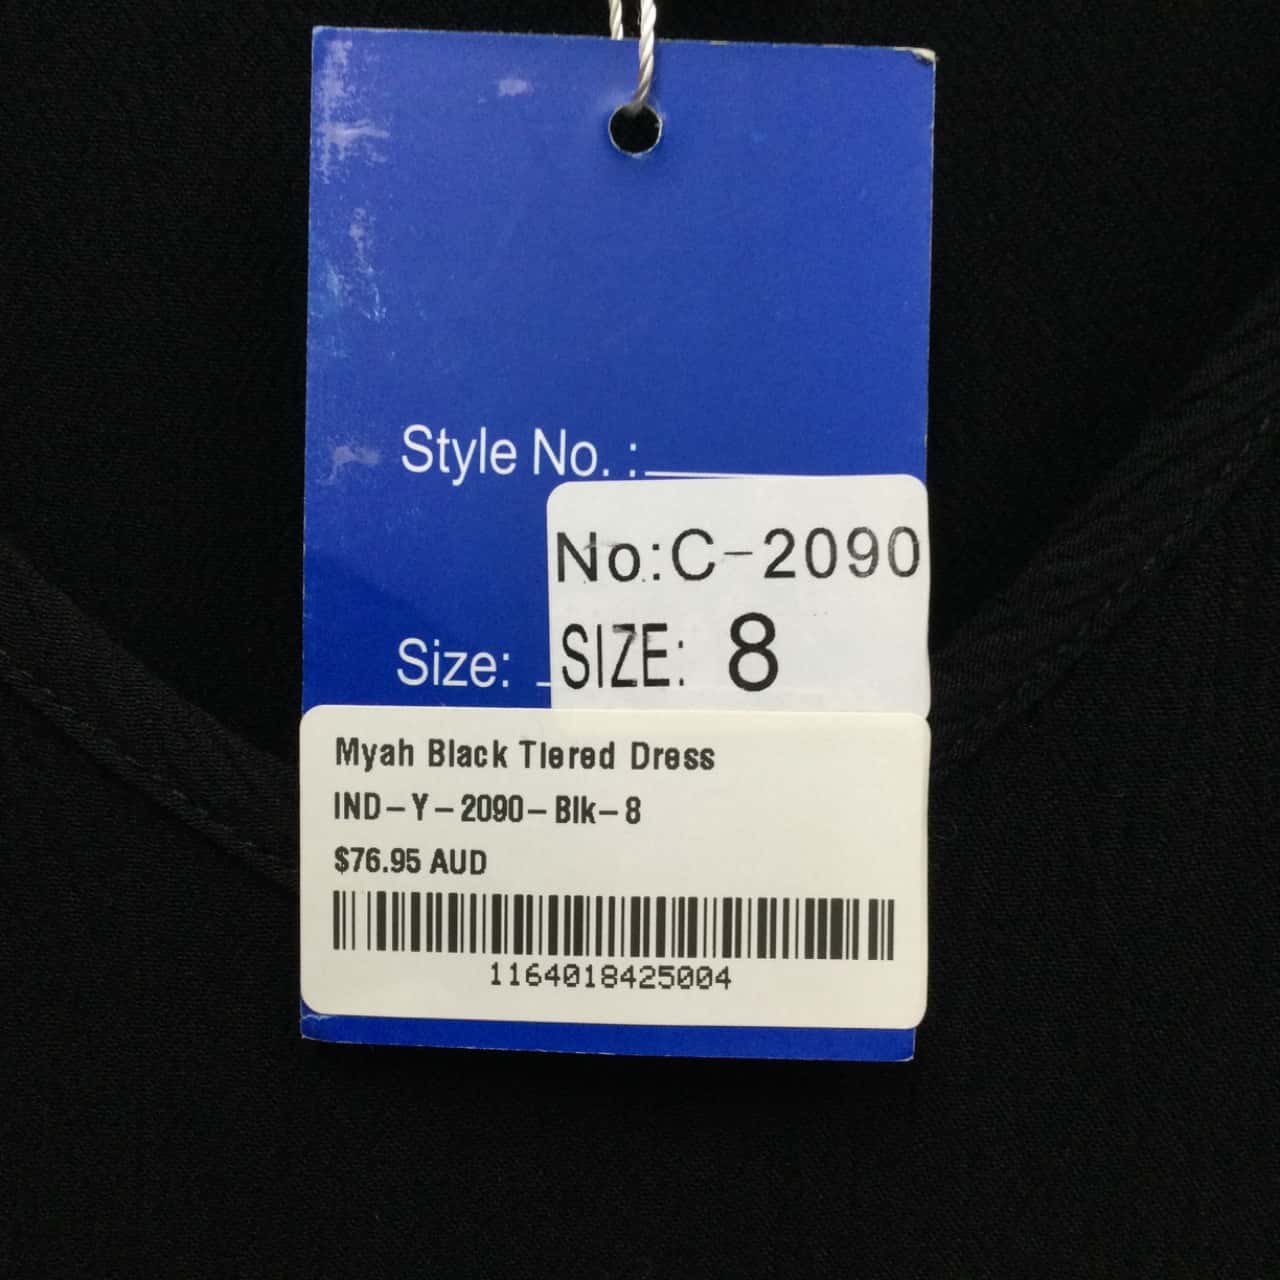 Style No. :
No:C-2090
Size:
SIZE: 8
Myah Black Tiered Dress
IND-Y-2090-Blk-8
$76.95 AUD
1164018425004